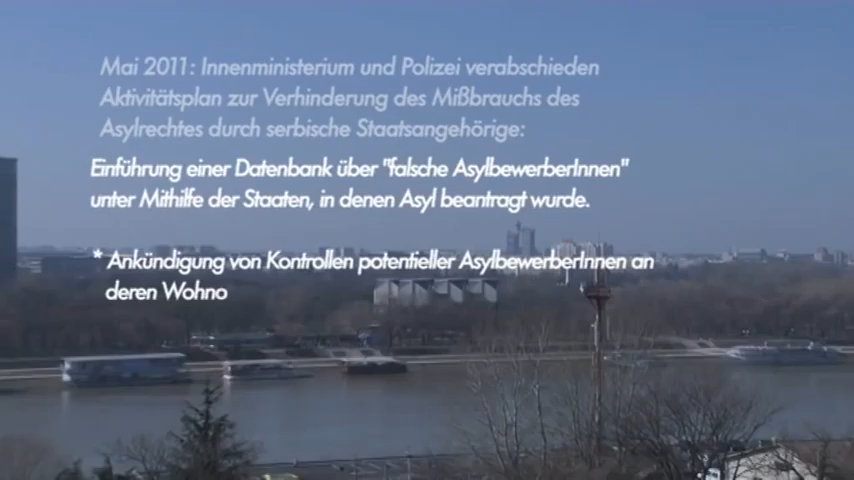 Mai 2011: Innenministerium und Polizei verabschieden
Aktivitätsplan zur Verhinderung des Mißbrauchs des
Asylrechtes durch serbische Staatsangehörige:
Einführung einer Datenbank über "falsche AsylbewerberInnen"
unter Mithilfe der Staaten, in denen Asyl beantragt wurde.
* Ankündigung von Kontrollen potentieller AsylbewerberInnen an
deren Wohno